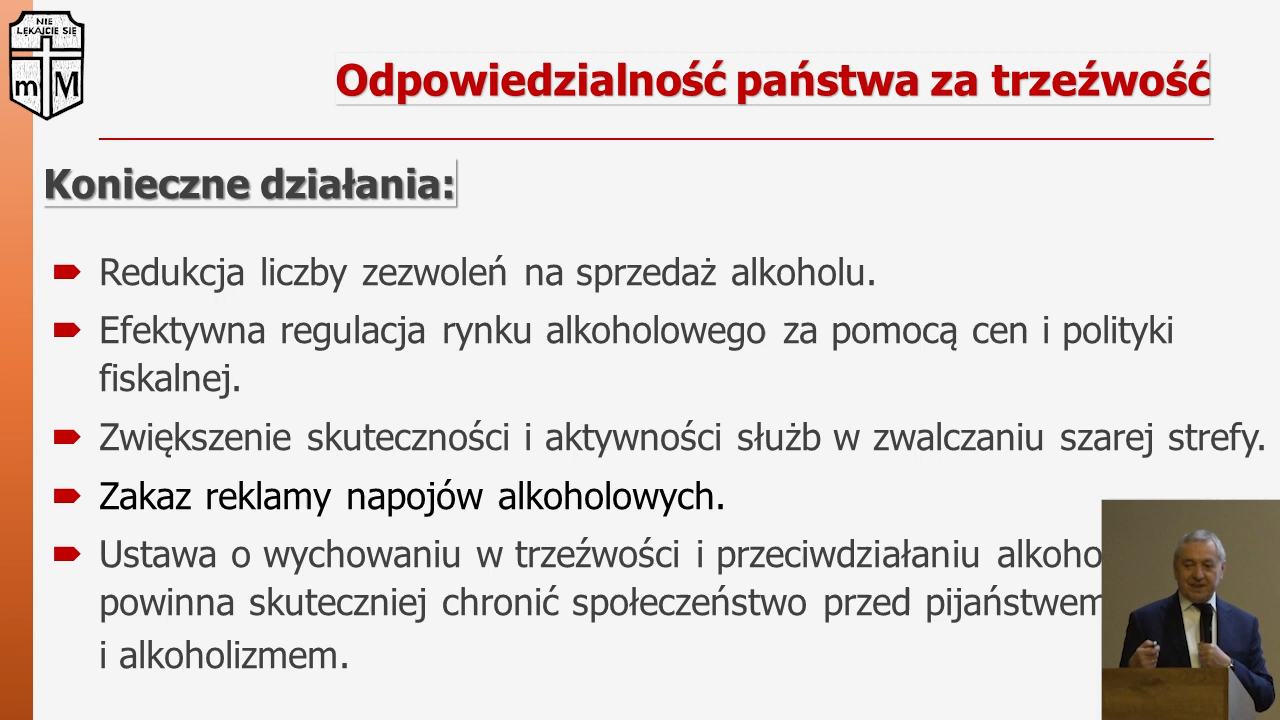 NIE
LĘKAJCIE SIĘ
m M
Odpowiedzialność państwa za trzeźwość
Konieczne działania:
Redukcja liczby zezwoleń na sprzedaż alkoholu.
Efektywna regulacja rynku alkoholowego za pomocą cen i polityki
fiskalnej.
Zwiększenie skuteczności i aktywności służb w zwalczaniu szarej strefy.
Zakaz reklamy napojów alkoholowych.
Ustawa o wychowaniu w trzeźwości i przeciwdziałaniu
powinna skuteczniej chronić społeczeństwo przed pijaństwem
i alkoholizmem.